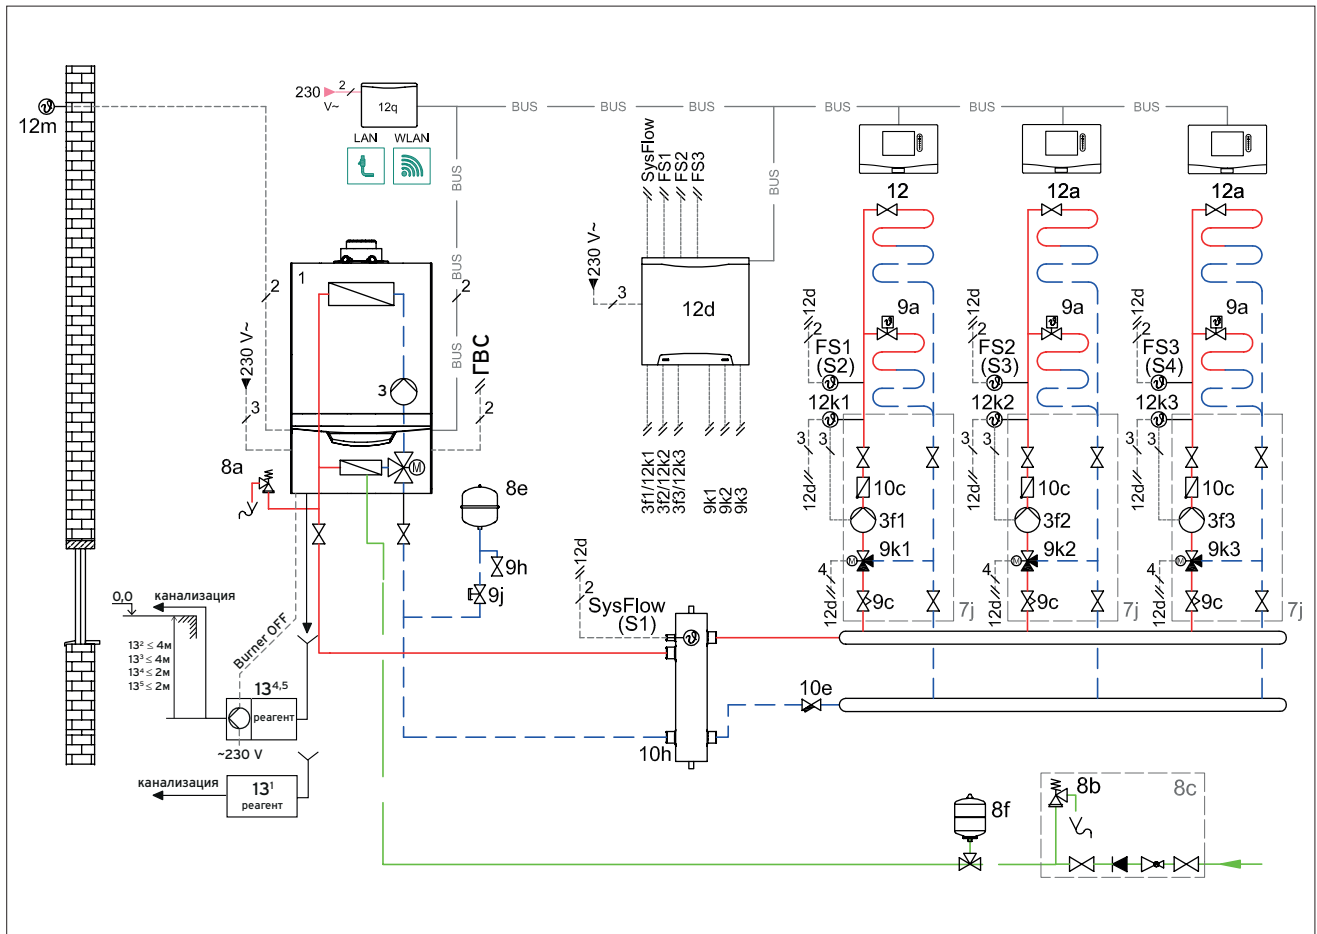 12m
230
V~
2
12q
LAN
WLAN
BUS
BUS
BUS
BUS
BUS
BUS
BUS
BUS
BUS
BUS
12
12a
12a
SysFlow
FS1
FS2
FS3
230 V~
3
12d
3f1/12k1
3f2/12k2
3f3/12k3
9k1
9k2
9k3
1
2
2
230 V~
3
3
ГВС
2
M
8a
8e
9h
9j
12d
2
FS1
(S2)
9a
12k1
3
3
12d
10c
3f1
9k1
M
4
12d
9c
7j
12d
2
FS2
(S3)
9a
12k2
3
3
12d
10c
3f2
9k2
M
4
12d
9c
7j
12d
2
FS3
(S4)
9a
12k3
3
3
12d
10c
3f3
9k3
M
4
12d
9c
7j
12d
2
SysFlow
(S1)
10e
10h
0,0
канализация
13² ≤ 4м
13³ ≤ 4м
13⁴ ≤ 2м
13⁵ ≤ 2м
Burner OFF
13⁴,⁵
реагент
~230 V
канализация
13¹
реагент
8f
8b
8c